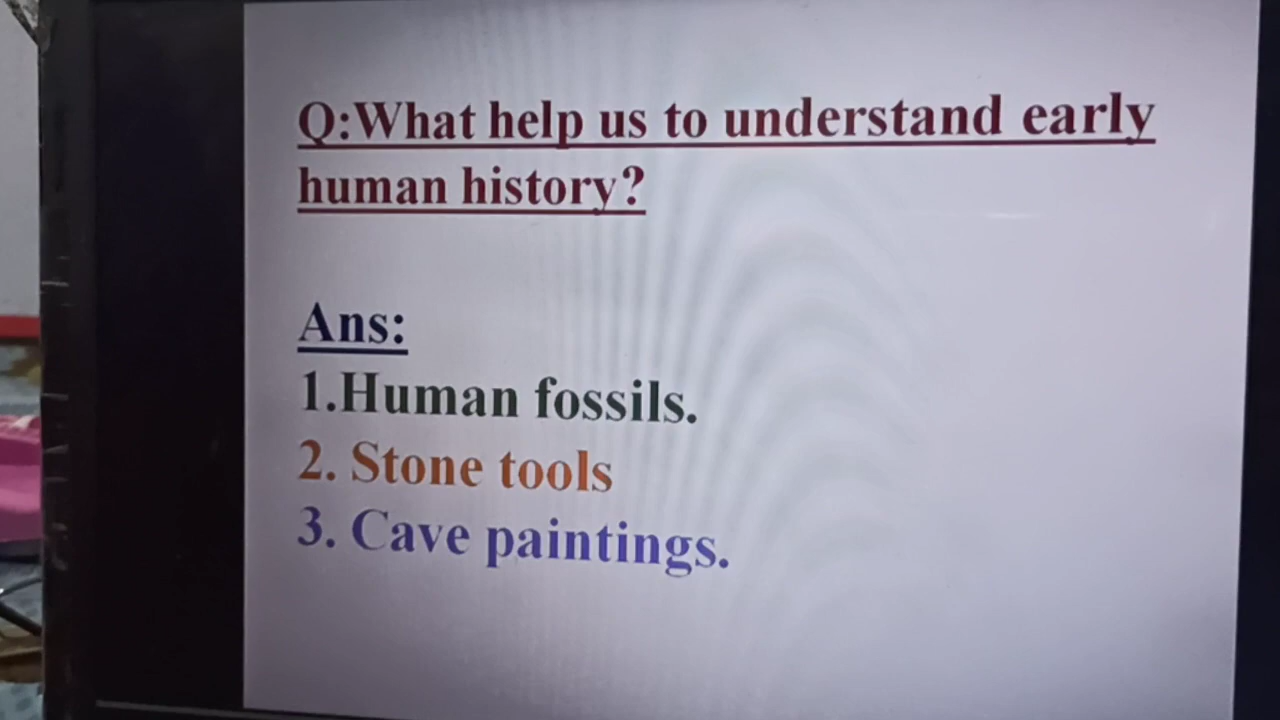 Q:What help us to understand early
human history?
Ans:
1.Human fossils.
2. Stone tools
3. Cave paintings.